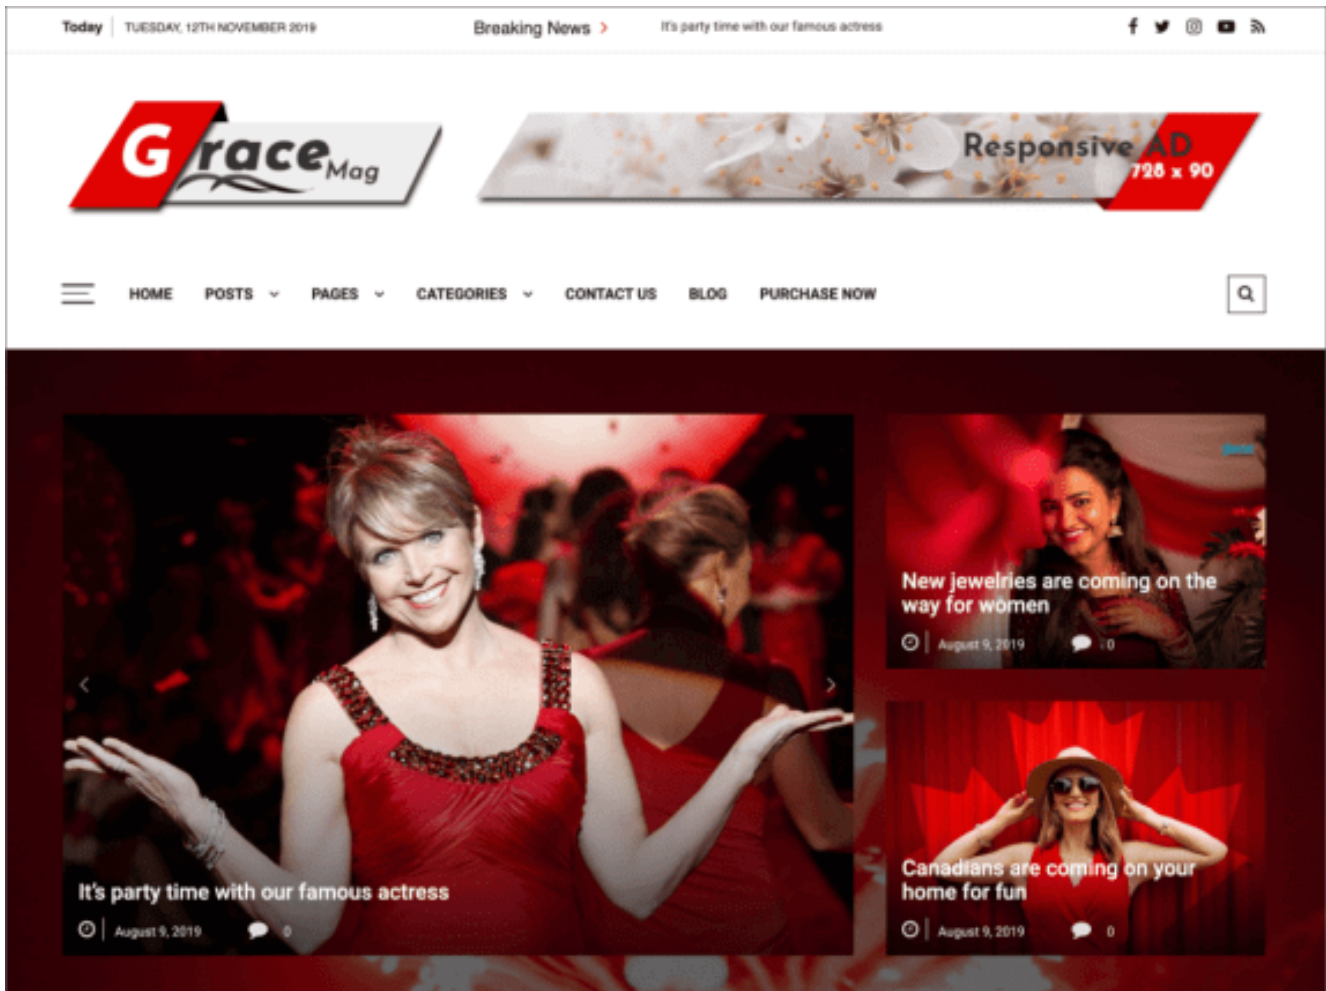 Today TUESDAY, 12TH NOVEMBER 2019 Breaking News > It's party time with our famous actress
Grace Mag
Responsive AD
728 x 90
HOME POSTS PAGES CATEGORIES CONTACT US BLOG PURCHASE NOW
New jewelries are coming on the
way for women
August 9, 2019 0
It's party time with our famous actress
August 9, 2019 0
Canadians are coming on your
home for fun
August 9, 2019 0